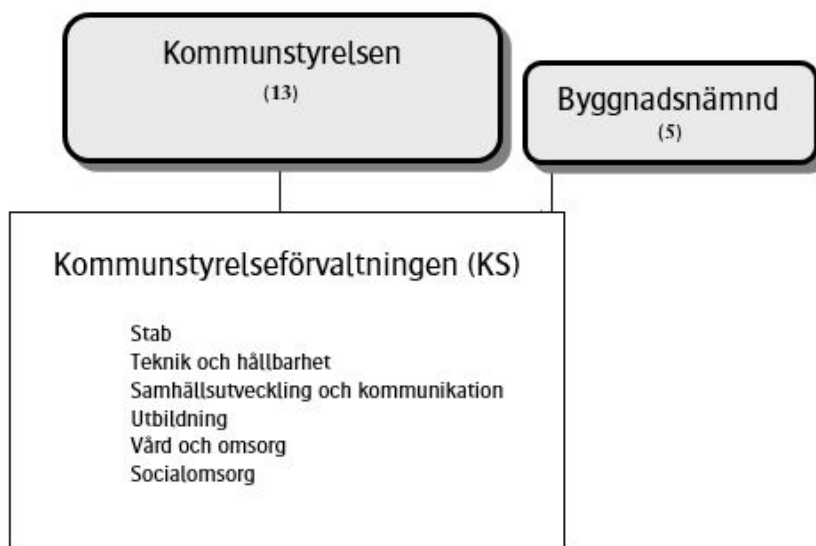 Kommunstyrelsen
(13)
Byggnadsnämnd
(5)
Kommunstyrelseförvaltningen (KS)
Stab
Teknik och hållbarhet
Samhällsutveckling och kommunikation
Utbildning
Vård och omsorg
Socialomsorg